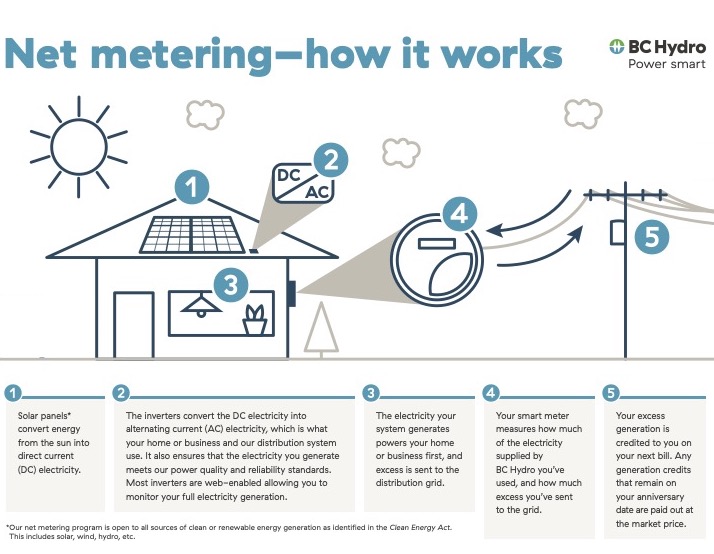 Net metering—how it works
BC Hydro
Power smart
1
2
DC
AC
3
4
5
1
Solar panels*
convert energy
from the sun into
direct current
(DC) electricity.
2
The inverters convert the DC electricity into
alternating current (AC) electricity, which is what
your home or business and our distribution system
use. It also ensures that the electricity you generate
meets our power quality and reliability standards.
Most inverters are web-enabled allowing you to
monitor your full electricity generation.
3
The electricity your
system generates
powers your home
or business first, and
excess is sent to the
distribution grid.
4
Your smart meter
measures how much
of the electricity
supplied by
BC Hydro you've
used, and how much
excess you've sent
to the grid.
5
Your excess
generation is
credited to you on
your next bill. Any
generation credits
that remain on
your anniversary
date are paid out at
the market price.
*Our net metering program is open to all sources of clean or renewable energy generation as identified in the Clean Energy Act.
This includes solar, wind, hydro, etc.